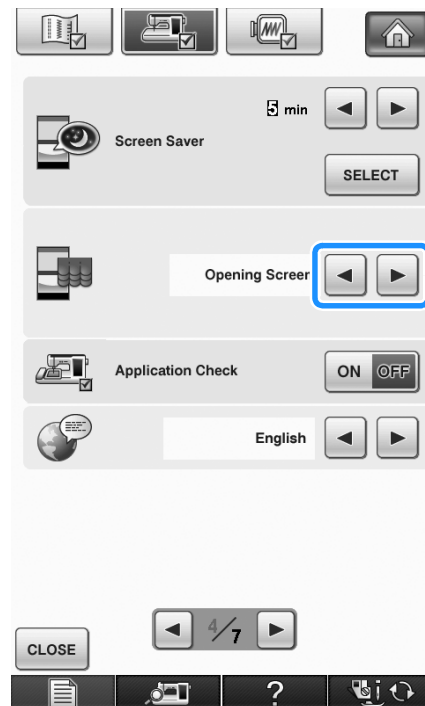 5 min
Screen Saver
SELECT
Opening Screer
Application Check
ON OFF
English
4/7
CLOSE
?